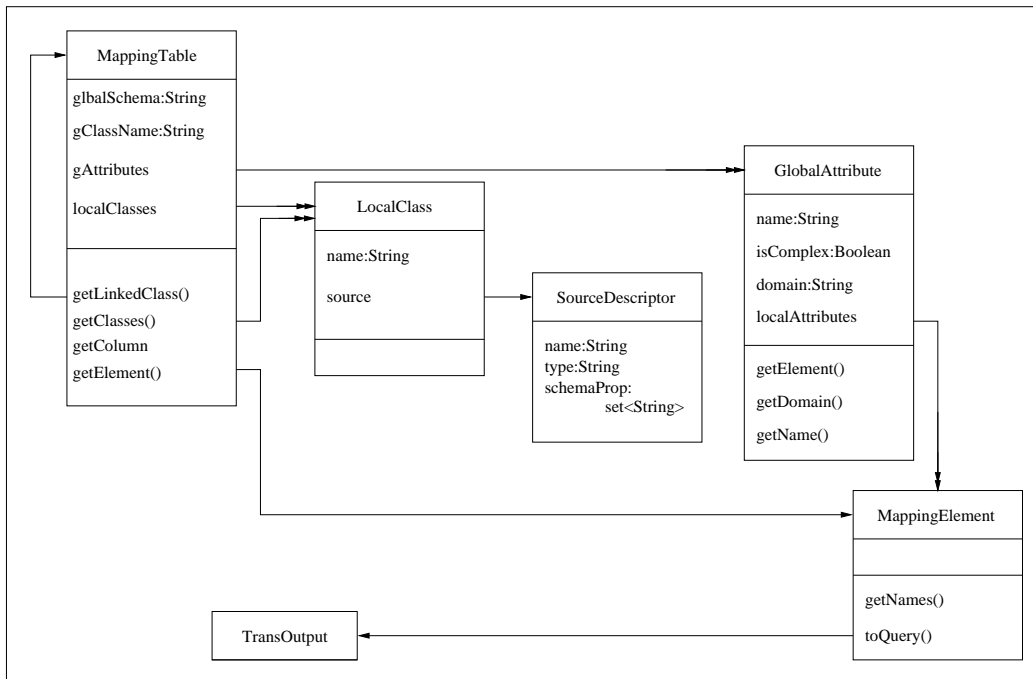 MappingTable
glbalSchema:String
gClassName:String
gAttributes
localClasses
getLinkedClass()
getClasses()
getColumn
getElement()
LocalClass
name:String
source
SourceDescriptor
name:String
type:String
schemaProp:
set<String>
GlobalAttribute
name:String
isComplex:Boolean
domain:String
localAttributes
getElement()
getDomain()
getName()
MappingElement
getNames()
toQuery()
TransOutput